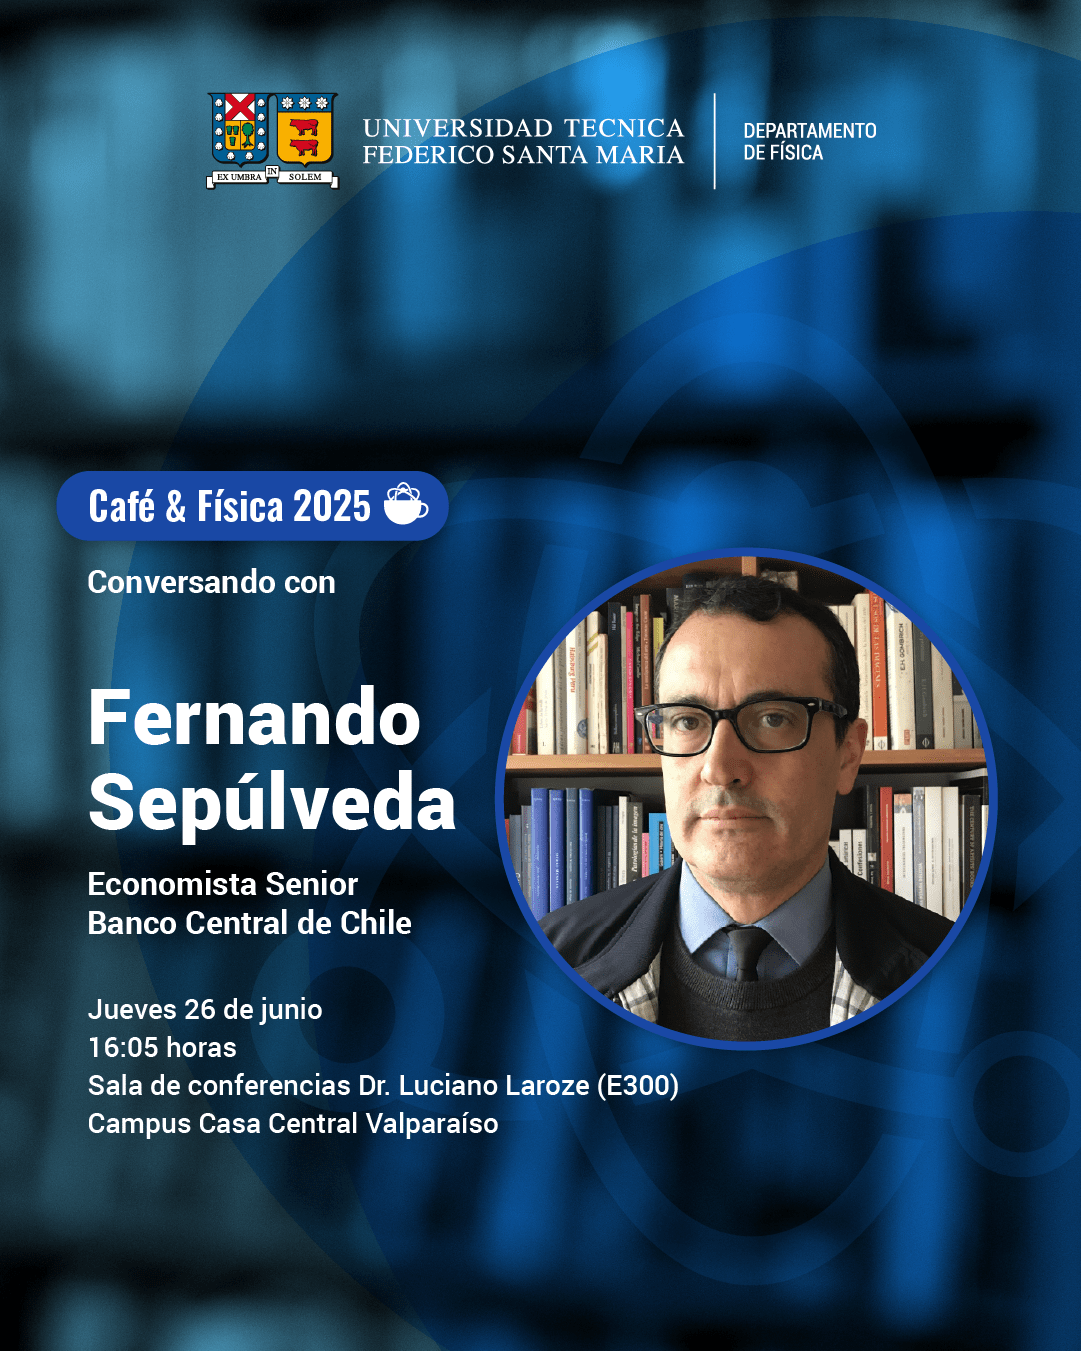 UNIVERSIDAD TECNICA
FEDERICO SANTA MARIA
DEPARTAMENTO
DE FÍSICA
EX UMBRA IN SOLEM
Café & Física 2025
Conversando con
Fernando
Sepúlveda
Economista Senior
Banco Central de Chile
Jueves 26 de junio
16:05 horas
Sala de conferencias Dr. Luciano Laroze (E300)
Campus Casa Central Valparaíso
E.H. GOMBRICH